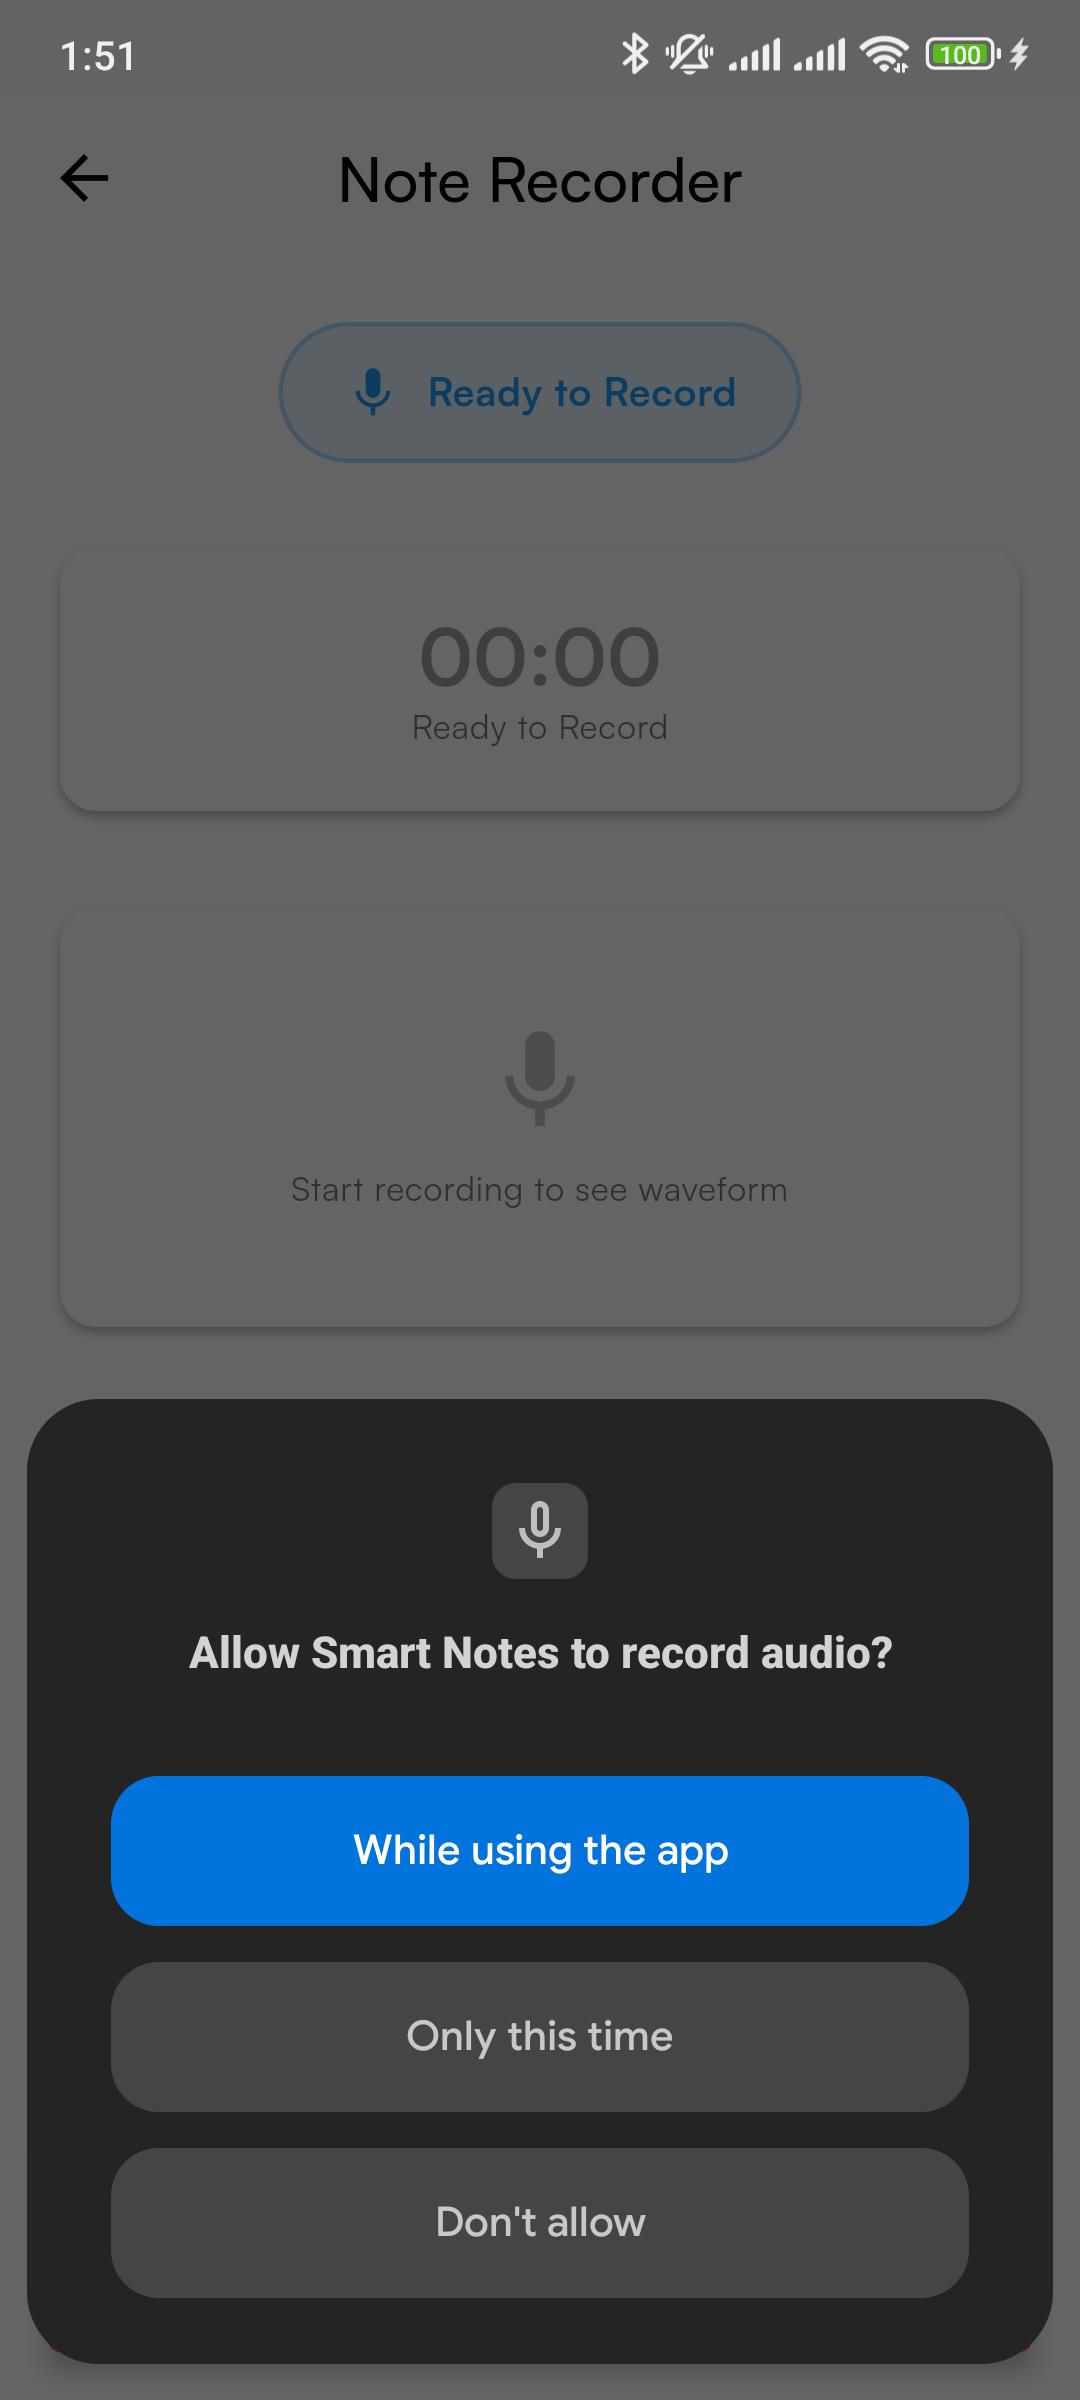 1:51
100
Note Recorder
Ready to Record
00:00
Ready to Record
Start recording to see waveform
Allow Smart Notes to record audio?
While using the app
Only this time
Don't allow